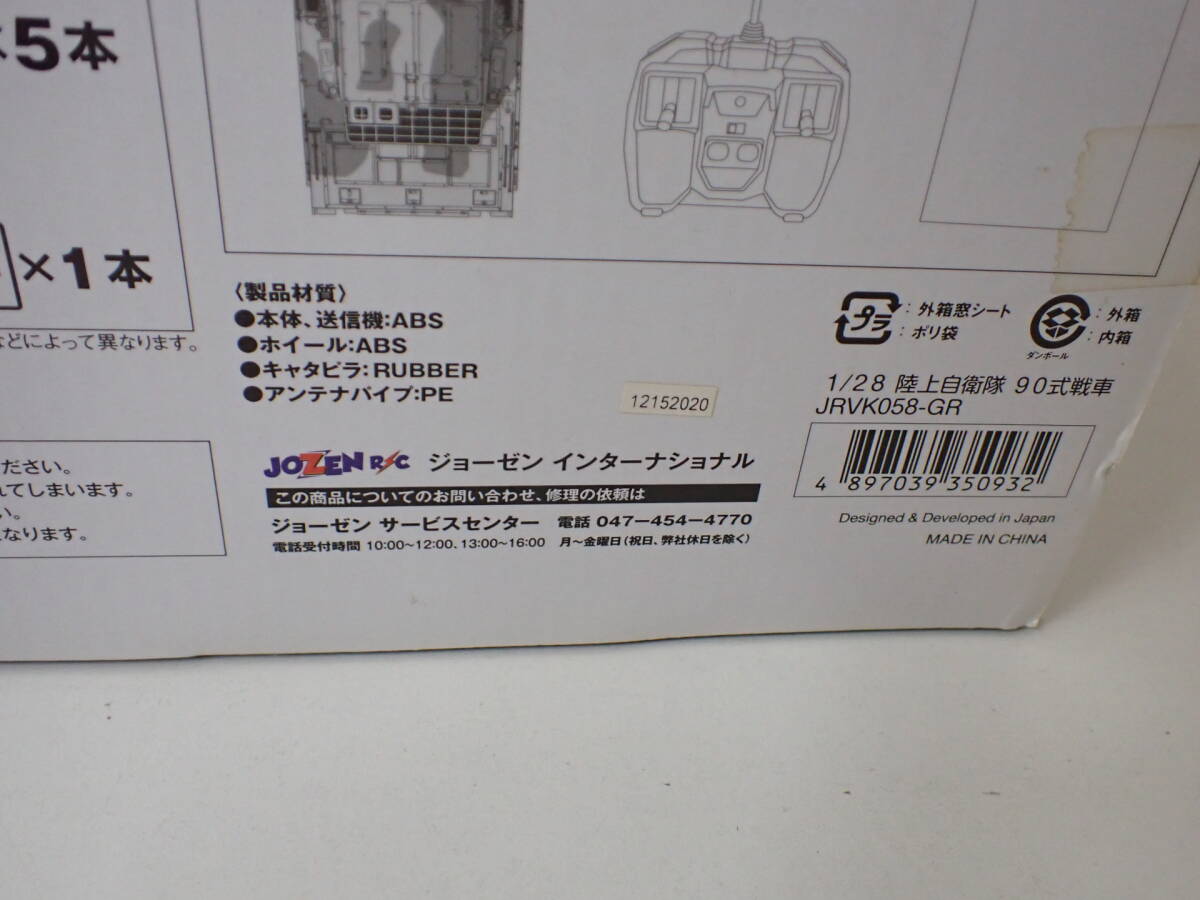 ×5本
×1本
などによって異なります。
ださい。
れてしまいます。
い。
なります。
〈製品材質〉
●本体、送信機:ABS
●ホイール:ABS
●キャタピラ:RUBBER
●アンテナパイプ:PE
12152020
JOZEN R/C ジョーゼン インターナショナル
この商品についてのお問い合わせ、修理の依頼は
ジョーゼン サービスセンター 電話 047-454-4770
電話受付時間 10:00~12:00、13:00~16:00 月~金曜日(祝日、弊社休日を除く)
プラ
:外箱窓シート
:ポリ袋
ダンボール
:外箱
:内箱
1/28 陸上自衛隊 90式戦車
JRVK058-GR
4 897039 350932
Designed & Developed in Japan
MADE IN CHINA